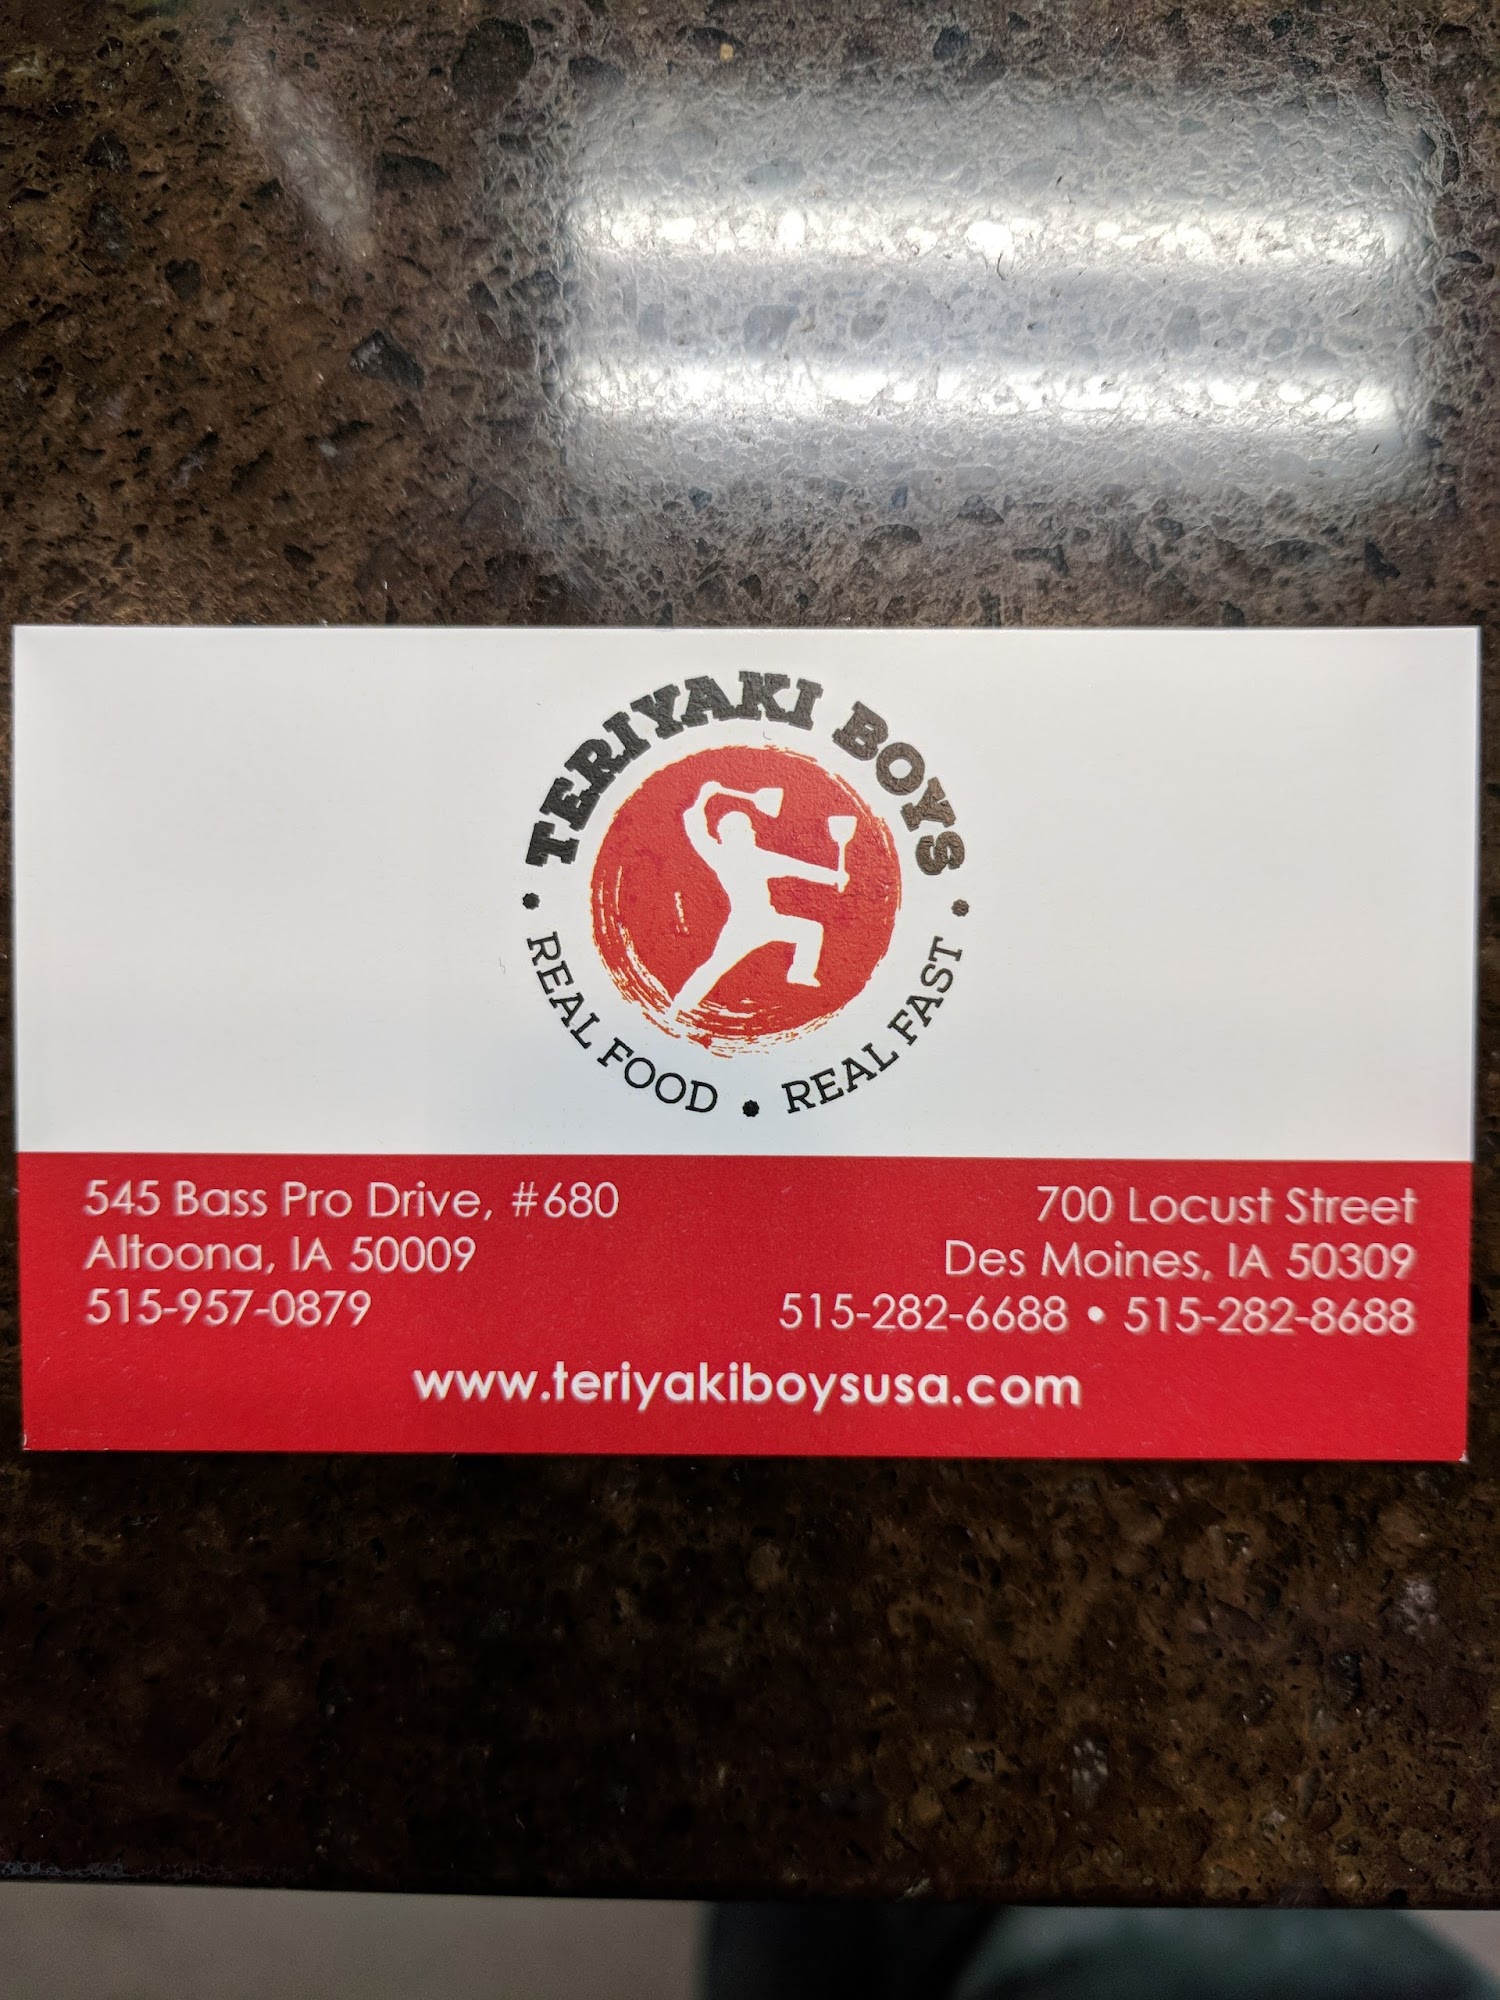 TERIYAKI BOYS
• REAL FOOD • REAL FAST •
545 Bass Pro Drive, #680
Altoona, IA 50009
515-957-0879
700 Locust Street
Des Moines, IA 50309
515-282-6688 • 515-282-8688
www.teriyakiboysusa.com